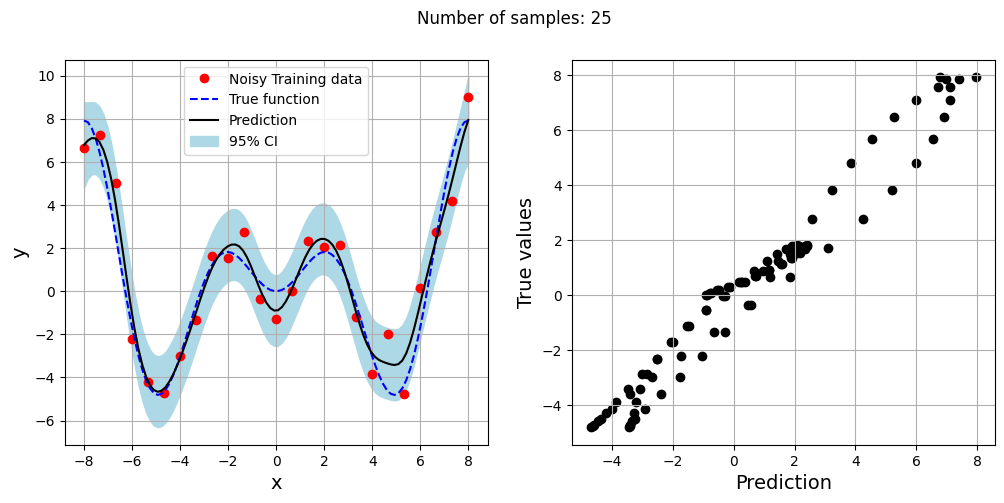 Number of samples: 25
Noisy Training data
True function
Prediction
95% CI
10
8
6
4
2
0
−2
−4
−6
y
−8 −6 −4 −2 0 2 4 6 8
x
8
6
4
2
0
−2
−4
True values
−4 −2 0 2 4 6 8
Prediction